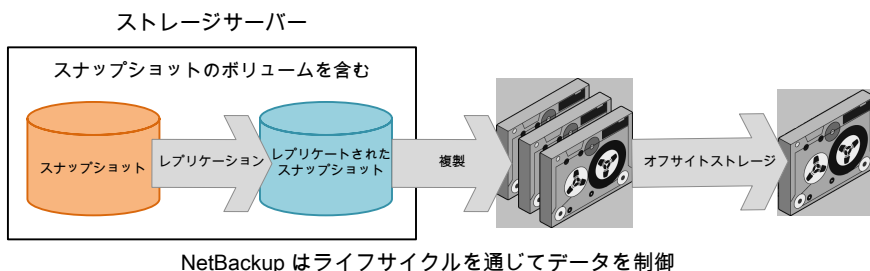 ストレージサーバー
スナップショットのボリュームを含む
スナップショット
レプリケーション
レプリケートされた
スナップショット
複製
オフサイトストレージ
NetBackup はライフサイクルを通じてデータを制御